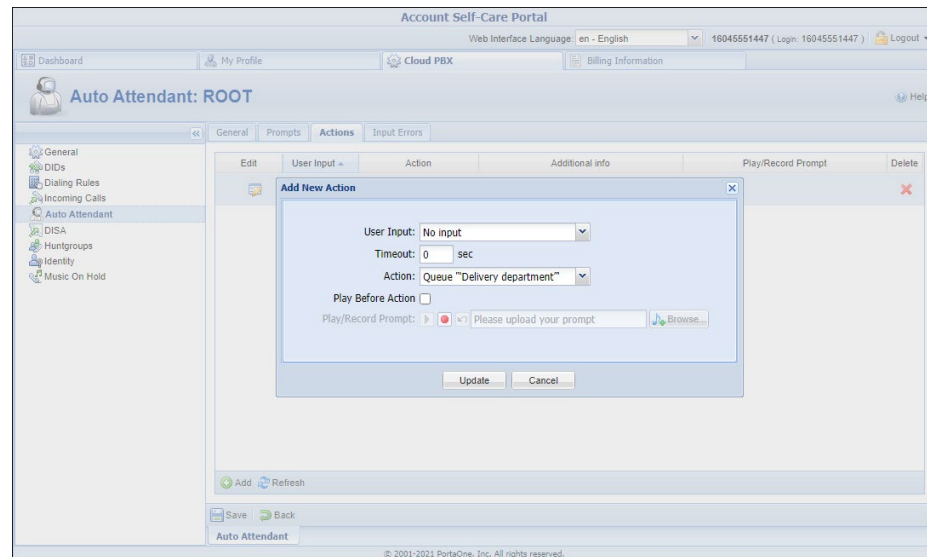 Account Self-Care Portal
Web Interface Language: en - English 16045551447 ( Login: 16045551447 ) Logout
Dashboard My Profile Cloud PBX Billing Information
Auto Attendant: ROOT
Help
General Prompts Actions Input Errors
General
DIDs
Dialing Rules
Incoming Calls
Auto Attendant
DISA
Huntgroups
Identity
Music On Hold
Edit User Input Action Additional info Play/Record Prompt Delete
Add New Action
User Input: No input
Timeout: 0 sec
Action: Queue "'Delivery department'"
Play Before Action
Play/Record Prompt: Please upload your prompt Browse...
Update Cancel
Add Refresh
Save Back
Auto Attendant
© 2001-2021 PortaOne, Inc. All rights reserved.